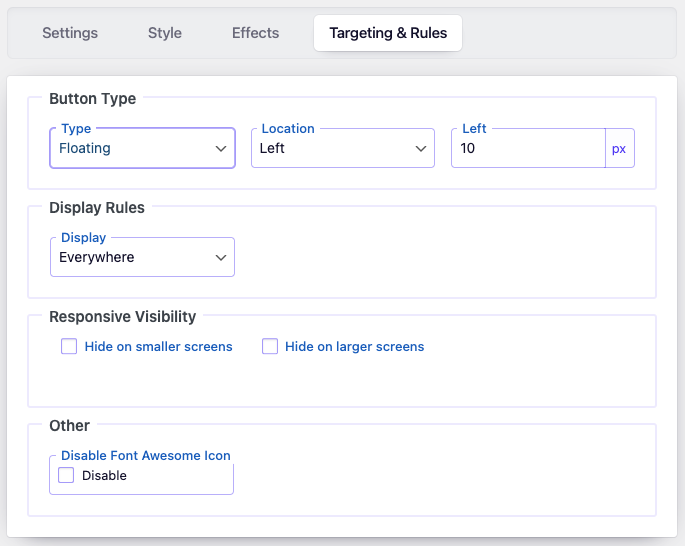 Settings Style Effects Targeting & Rules
Button Type
Type Location Left
Floating Left 10 px
Display Rules
Display
Everywhere
Responsive Visibility
Hide on smaller screens Hide on larger screens
Other
Disable Font Awesome Icon
Disable